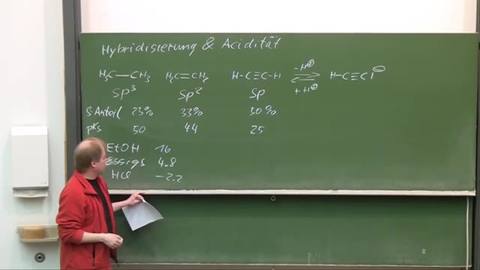 Hybridisierung & Acidität
H₃C—CH₃ H₂C=CH₂ H-C≡C-H -H⊕ ⇌ +H⊕ H-C≡C|⊖
sp³ sp² sp
s Anteil 25% 33% 50%
pKs 50 44 25
EtOH 16
Essigs 4.8
HCl -2.2